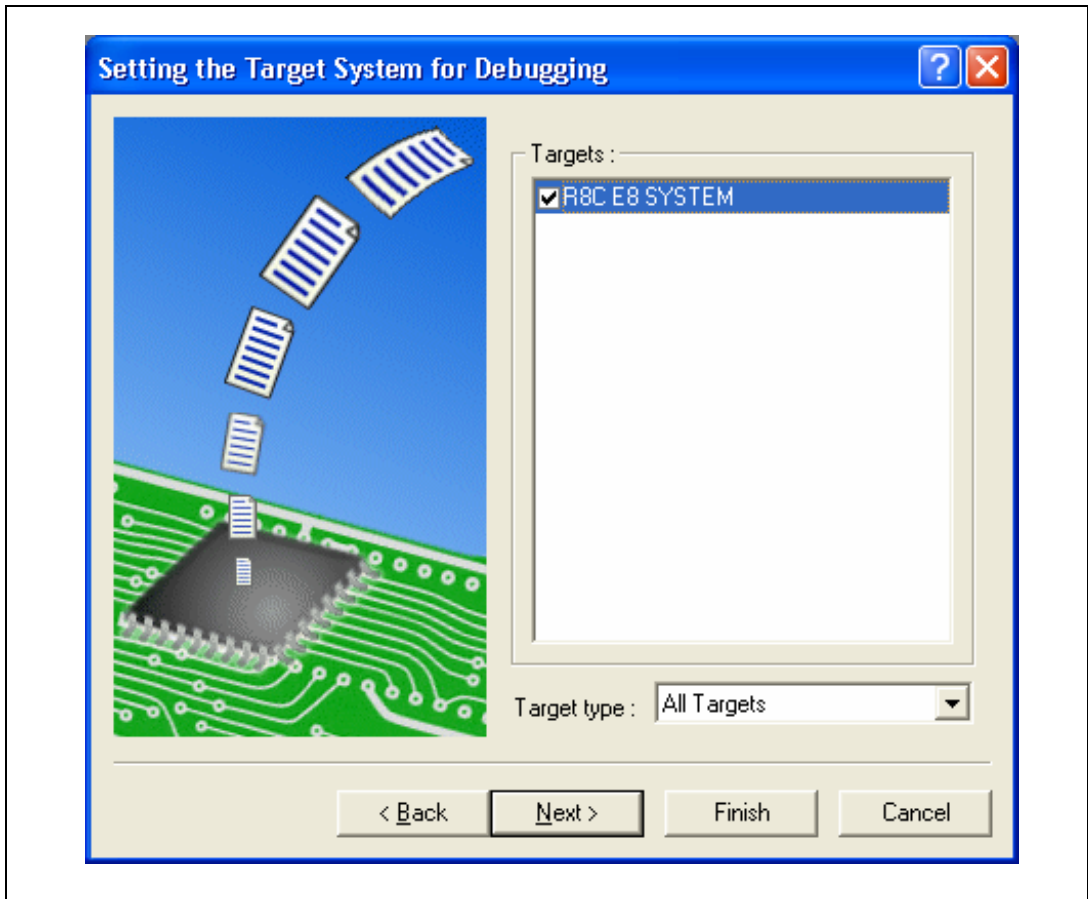 Setting the Target System for Debugging
Targets :
R8C E8 SYSTEM
Target type :
All Targets
< Back
Next >
Finish
Cancel